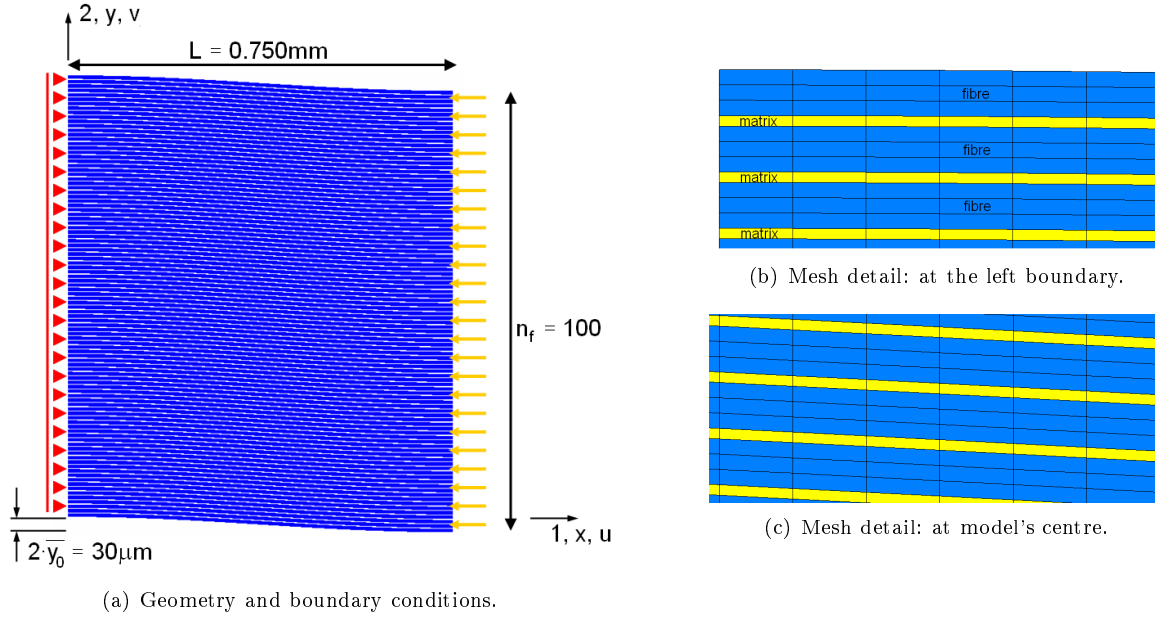 2, y, v
L = 0.750mm
n_f = 100
1, x, u
2·y̅₀ = 30μm
(a) Geometry and boundary conditions.
fibre
matrix
fibre
matrix
fibre
matrix
(b) Mesh detail: at the left boundary.
(c) Mesh detail: at model's centre.